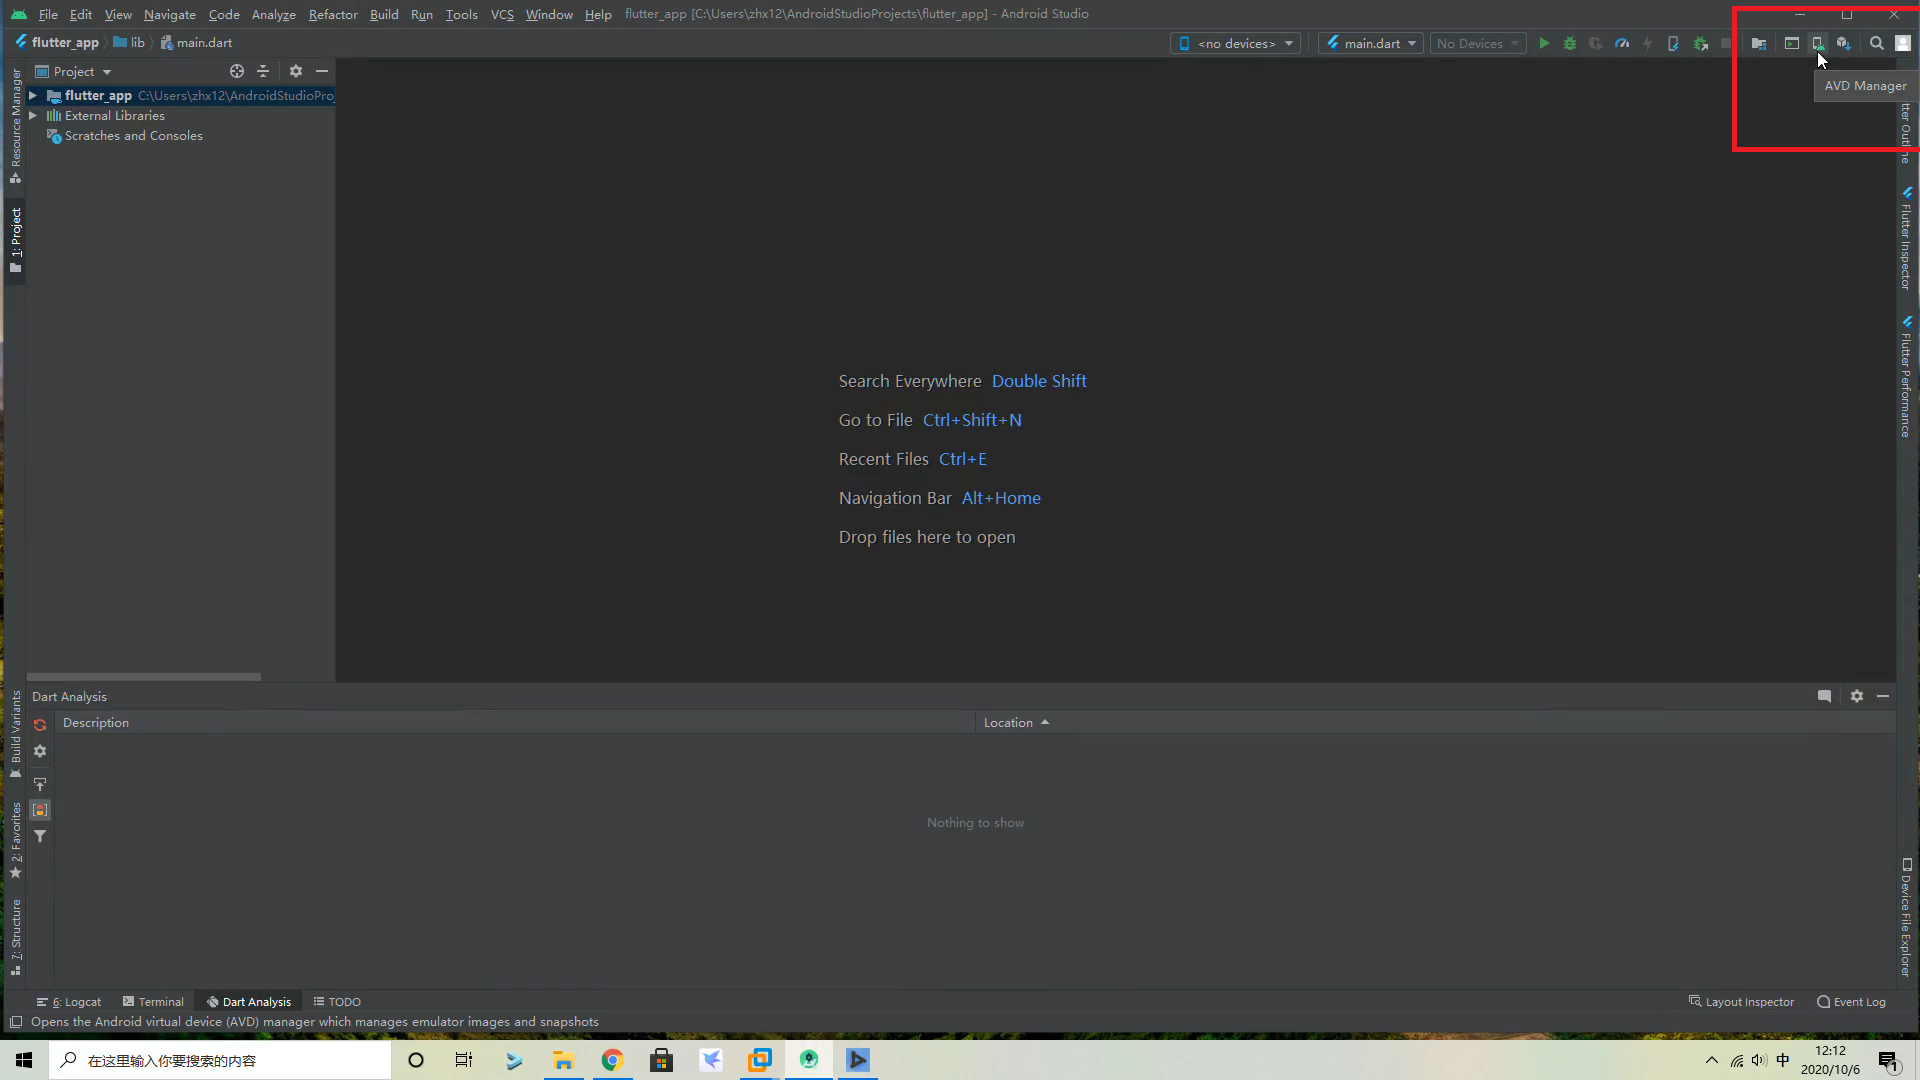 File Edit View Navigate Code Analyze Refactor Build Run Tools VCS Window Help flutter_app [C:\Users\zhx12\AndroidStudioProjects\flutter_app] - Android Studio
flutter_app lib main.dart <no devices> main.dart No Devices
AVD Manager
Project
flutter_app C:\Users\zhx12\AndroidStudioPro
External Libraries
Scratches and Consoles
Resource Manager
1: Project
Build Variants
2: Favorites
7: Structure
Search Everywhere Double Shift
Go to File Ctrl+Shift+N
Recent Files Ctrl+E
Navigation Bar Alt+Home
Drop files here to open
tter Outline
Flutter Inspector
Flutter Performance
Device File Explorer
Dart Analysis
Description Location
Nothing to show
6: Logcat Terminal Dart Analysis TODO Layout Inspector Event Log
Opens the Android virtual device (AVD) manager which manages emulator images and snapshots
在这里输入你要搜索的内容
中
12:12
2020/10/6
1